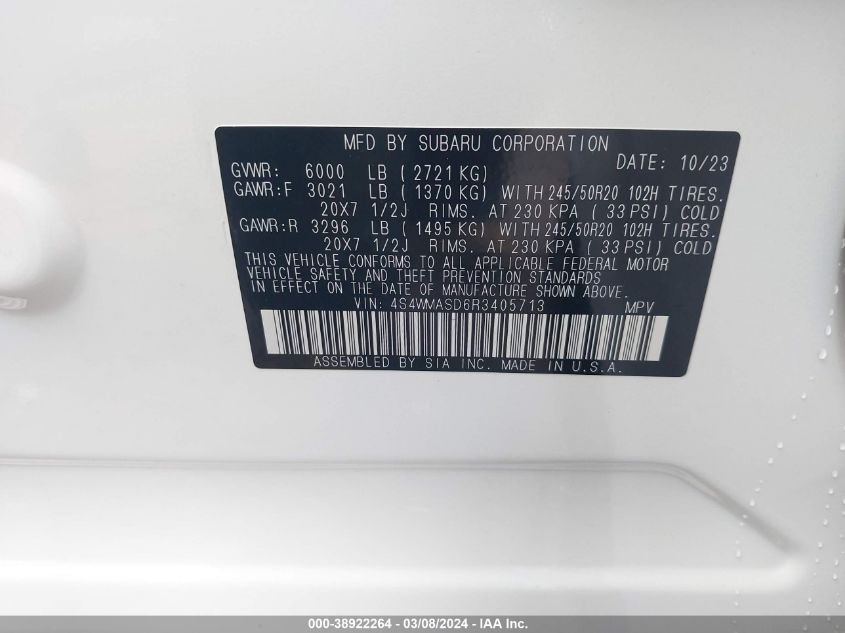 MFD BY SUBARU CORPORATION
DATE: 10/23
GVWR: 6000 LB ( 2721 KG)
GAWR:F 3021 LB ( 1370 KG) WITH 245/50R20 102H TIRES.
20X7 1/2J RIMS. AT 230 KPA ( 33 PSI) COLD
GAWR:R 3296 LB ( 1495 KG) WITH 245/50R20 102H TIRES.
20X7 1/2J RIMS. AT 230 KPA ( 33 PSI) COLD
THIS VEHICLE CONFORMS TO ALL APPLICABLE FEDERAL MOTOR
VEHICLE SAFETY AND THEFT PREVENTION STANDARDS
IN EFFECT ON THE DATE OF MANUFACTURE SHOWN ABOVE.
VIN: 4S4WMASD6R3405713 MPV
ASSEMBLED BY SIA INC. MADE IN U.S.A.
000-38922264 - 03/08/2024 - IAA Inc.